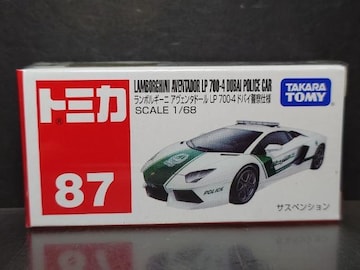 トミカ
87
LAMBORGHINI AVENTADOR LP 700-4 DUBAI POLICE CAR
ランボルギーニ アヴェンタドール LP 700-4 ドバイ警察仕様
SCALE 1/68
TAKARA
TOMY
POLICE
サスペンション